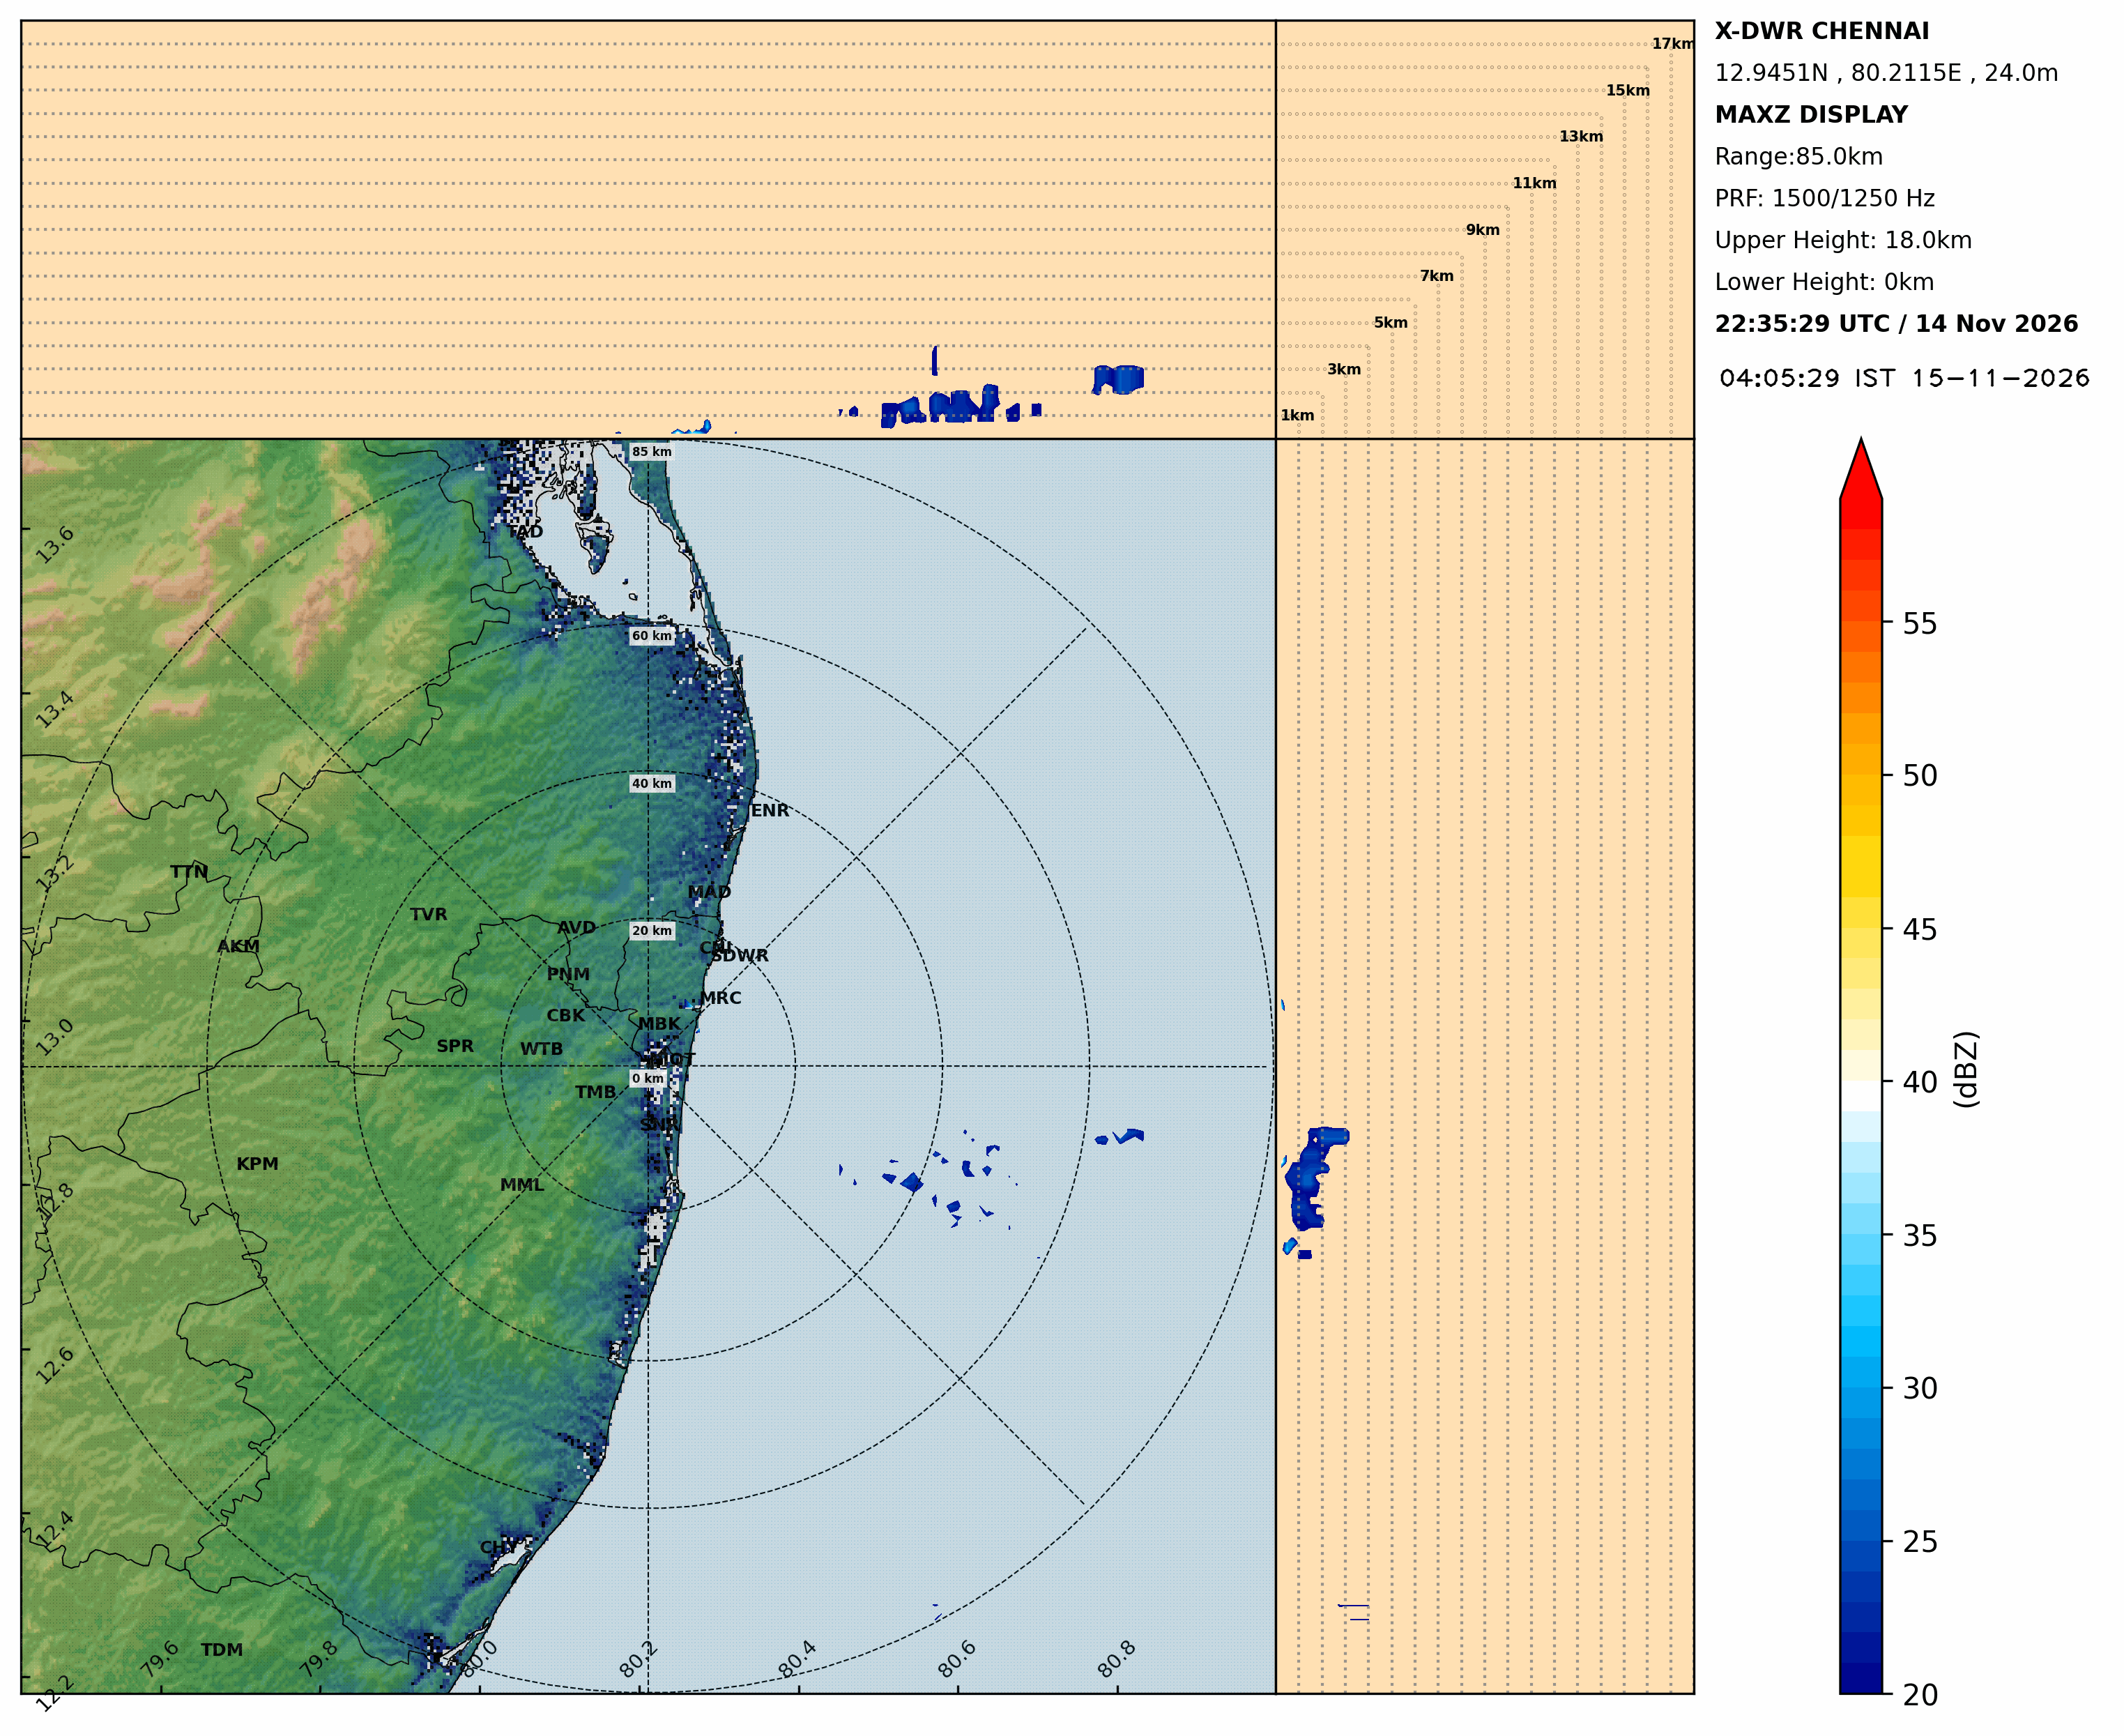 X-DWR CHENNAI
12.9451N , 80.2115E , 24.0m
MAXZ DISPLAY
Range:85.0km
PRF: 1500/1250 Hz
Upper Height: 18.0km
Lower Height: 0km
22:35:29 UTC / 14 Nov 2026
04:05:29 IST 15-11-2026
17km
15km
13km
11km
9km
7km
5km
3km
1km
85 km
60 km
40 km
20 km
0 km
TAD
ENR
MAD
TTN
TVR
AVD
AKM
SDWR
PNM
MRC
CBK
MBK
SPR
WTB
TMB
SNR
KPM
MML
CHY
TDM
13.6
13.4
13.2
13.0
12.8
12.6
12.4
12.2
79.6
79.8
80.0
80.2
80.4
80.6
80.8
55
50
45
40
35
30
25
20
(dBZ)